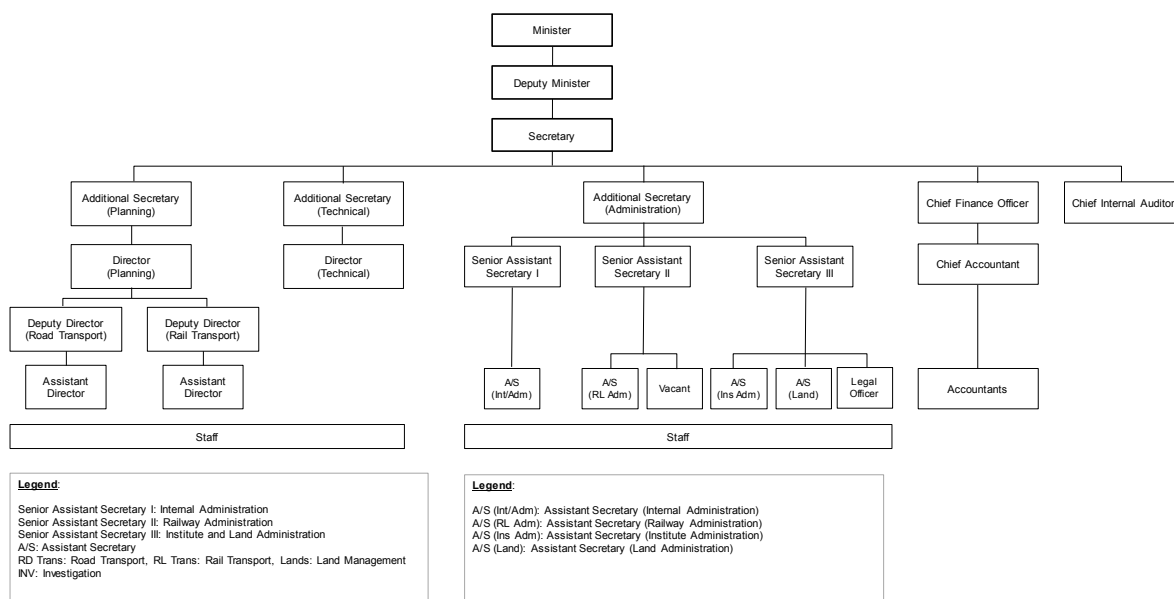 Minister
Deputy Minister
Secretary
Additional Secretary
(Planning)
Additional Secretary
(Technical)
Additional Secretary
(Administration)
Chief Finance Officer
Chief Internal Auditor
Director
(Planning)
Director
(Technical)
Senior Assistant
Secretary I
Senior Assistant
Secretary II
Senior Assistant
Secretary III
Chief Accountant
Deputy Director
(Road Transport)
Deputy Director
(Rail Transport)
Assistant
Director
Assistant
Director
A/S
(Int/Adm)
A/S
(RL Adm)
Vacant
A/S
(Ins Adm)
A/S
(Land)
Legal
Officer
Accountants
Staff
Staff
Legend:
Senior Assistant Secretary I: Internal Administration
Senior Assistant Secretary II: Railway Administration
Senior Assistant Secretary III: Institute and Land Administration
A/S: Assistant Secretary
RD Trans: Road Transport, RL Trans: Rail Transport, Lands: Land Management
INV: Investigation
Legend:
A/S (Int/Adm): Assistant Secretary (Internal Administration)
A/S (RL Adm): Assistant Secretary (Railway Administration)
A/S (Ins Adm): Assistant Secretary (Institute Administration)
A/S (Land): Assistant Secretary (Land Administration)